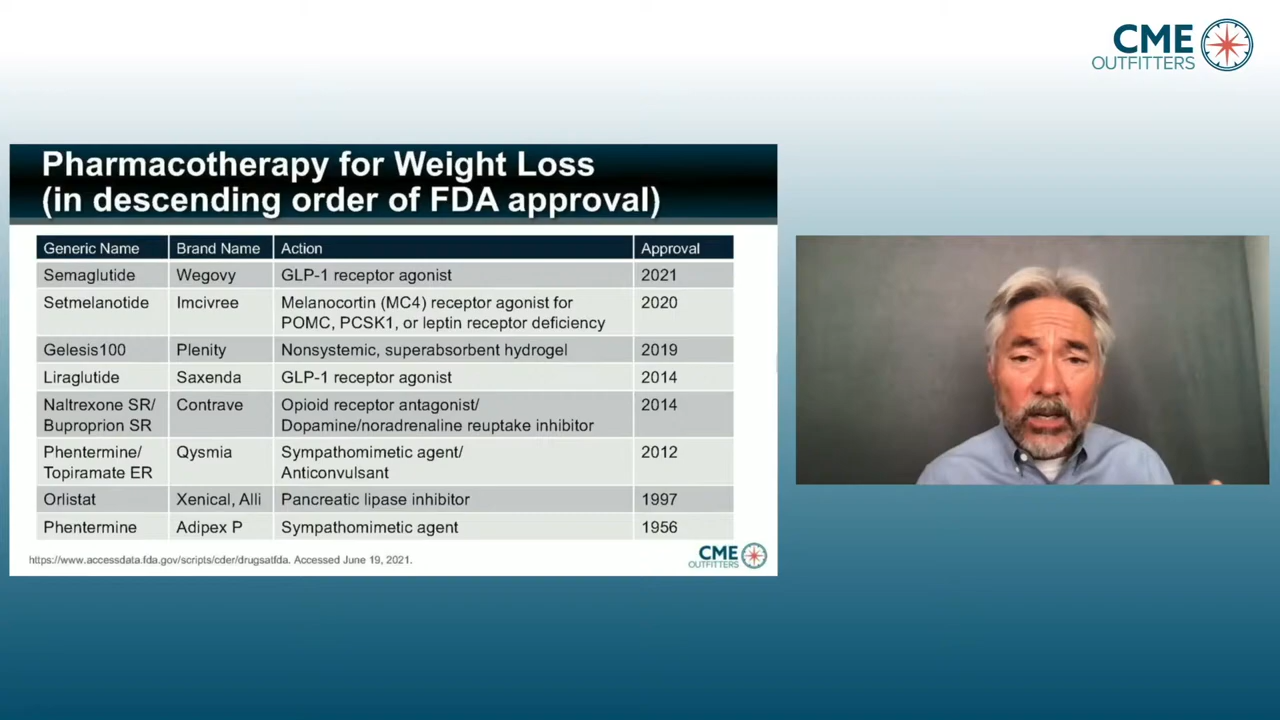 CME
OUTFITTERS
Pharmacotherapy for Weight Loss
(in descending order of FDA approval)
Generic Name Brand Name Action Approval
Semaglutide Wegovy GLP-1 receptor agonist 2021
Setmelanotide Imcivree Melanocortin (MC4) receptor agonist for 2020
POMC, PCSK1, or leptin receptor deficiency
Gelesis100 Plenity Nonsystemic, superabsorbent hydrogel 2019
Liraglutide Saxenda GLP-1 receptor agonist 2014
Naltrexone SR/ Contrave Opioid receptor antagonist/ 2014
Buproprion SR Dopamine/noradrenaline reuptake inhibitor
Phentermine/ Qysmia Sympathomimetic agent/ 2012
Topiramate ER Anticonvulsant
Orlistat Xenical, Alli Pancreatic lipase inhibitor 1997
Phentermine Adipex P Sympathomimetic agent 1956
https://www.accessdata.fda.gov/scripts/cder/drugsatfda. Accessed June 19, 2021.
CME
OUTFITTERS